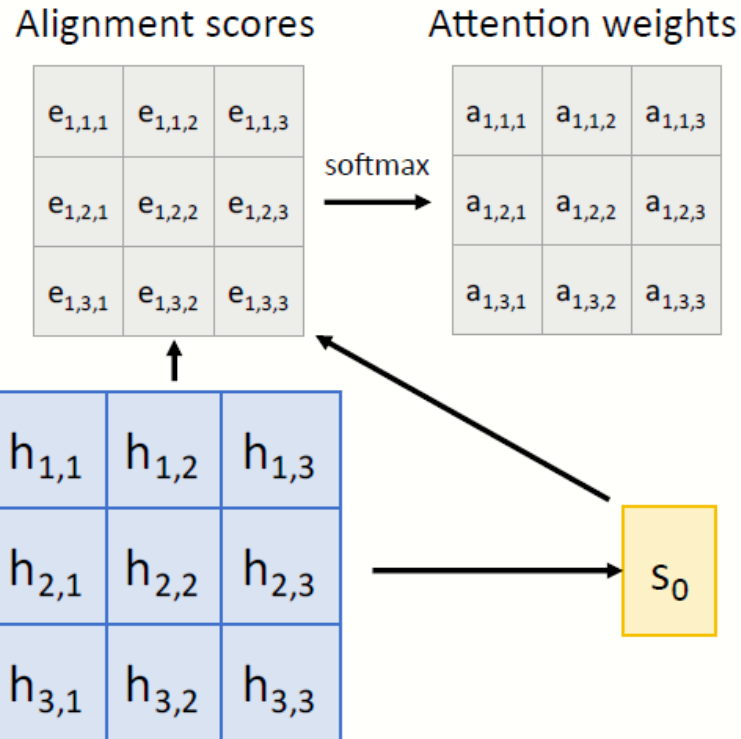 Alignment scores
Attention weights
e1,1,1 e1,1,2 e1,1,3
e1,2,1 e1,2,2 e1,2,3
e1,3,1 e1,3,2 e1,3,3
softmax
a1,1,1 a1,1,2 a1,1,3
a1,2,1 a1,2,2 a1,2,3
a1,3,1 a1,3,2 a1,3,3
h1,1 h1,2 h1,3
h2,1 h2,2 h2,3
h3,1 h3,2 h3,3
s0